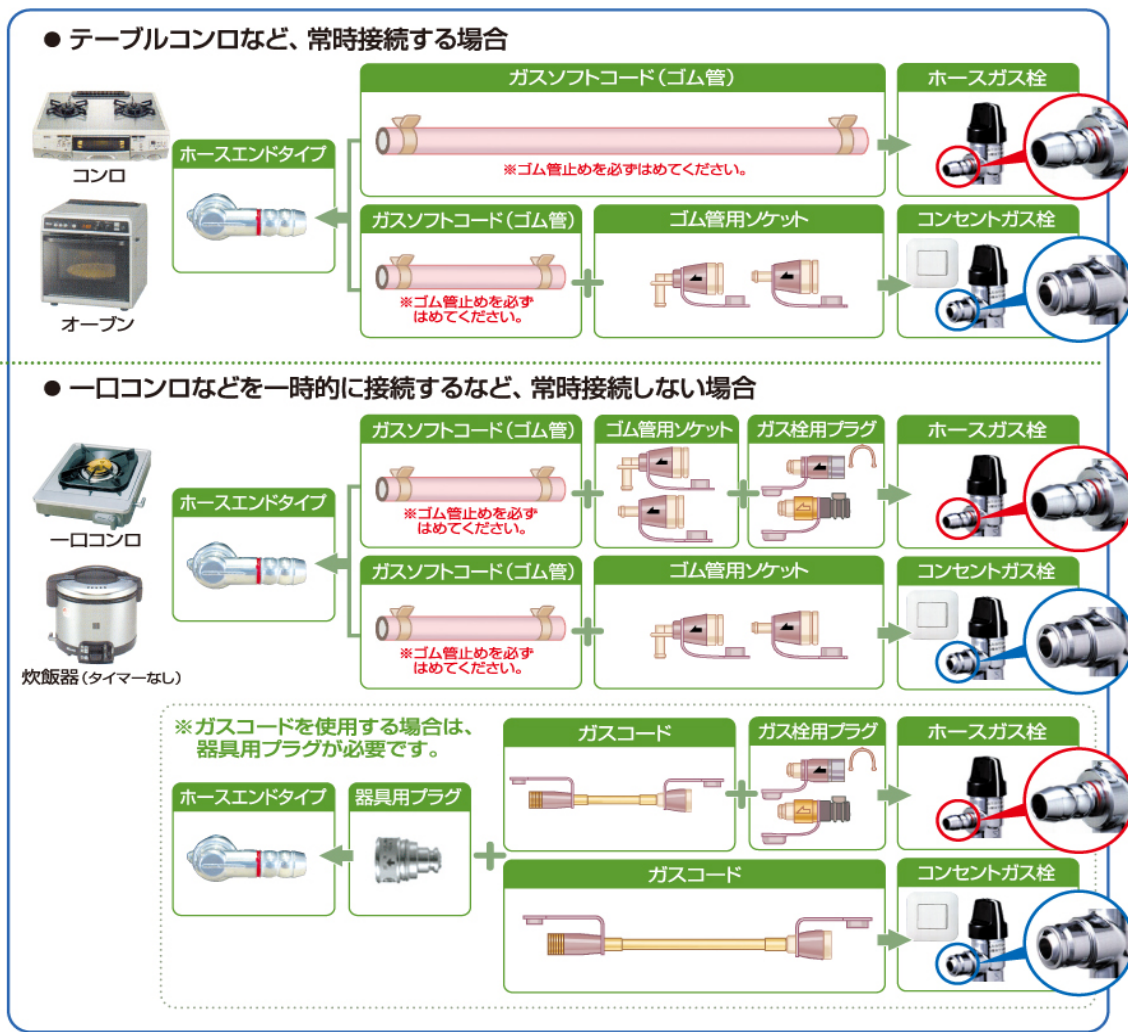 ● テーブルコンロなど、常時接続する場合
コンロ
オーブン
ホースエンドタイプ
ガスソフトコード(ゴム管)
※ゴム管止めを必ずはめてください。
ホースガス栓
ガスソフトコード(ゴム管)
※ゴム管止めを必ず
はめてください。
ゴム管用ソケット
コンセントガス栓
● 一口コンロなどを一時的に接続するなど、常時接続しない場合
一口コンロ
炊飯器(タイマーなし)
ホースエンドタイプ
ガスソフトコード(ゴム管)
※ゴム管止めを必ず
はめてください。
ゴム管用ソケット
ガス栓用プラグ
ホースガス栓
ガスソフトコード(ゴム管)
※ゴム管止めを必ず
はめてください。
ゴム管用ソケット
コンセントガス栓
※ガスコードを使用する場合は、
器具用プラグが必要です。
ホースエンドタイプ
器具用プラグ
ガスコード
ガス栓用プラグ
ホースガス栓
ガスコード
コンセントガス栓